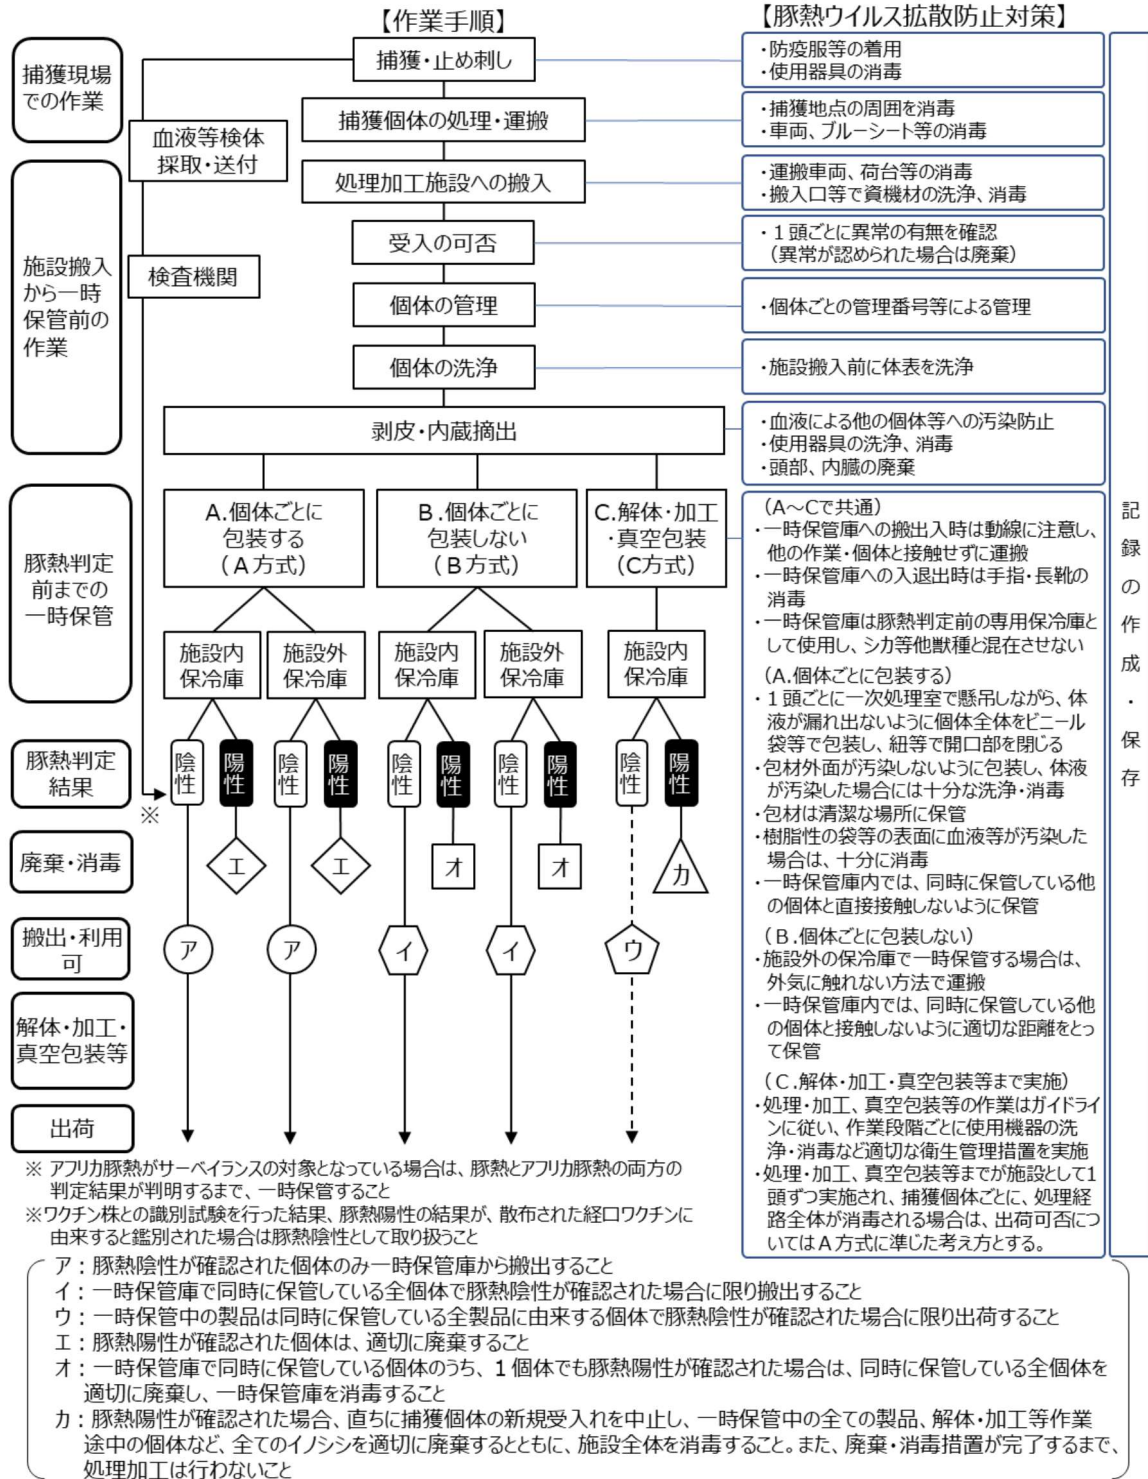 【作業手順】
【豚熱ウイルス拡散防止対策】
捕獲現場
での作業
捕獲・止め刺し
・防疫服等の着用
・使用器具の消毒
血液等検体
採取・送付
捕獲個体の処理・運搬
・捕獲地点の周囲を消毒
・車両、ブルーシート等の消毒
施設搬入
から一時
保管前の
作業
処理加工施設への搬入
・運搬車両、荷台等の消毒
・搬入口等で資機材の洗浄、消毒
受入の可否
・１頭ごとに異常の有無を確認
（異常が認められた場合は廃棄）
検査機関
個体の管理
・個体ごとの管理番号等による管理
個体の洗浄
・施設搬入前に体表を洗浄
剥皮・内蔵摘出
・血液による他の個体等への汚染防止
・使用器具の洗浄、消毒
・頭部、内臓の廃棄
豚熱判定
前までの
一時保管
A.個体ごとに
包装する
（A方式）
B.個体ごとに
包装しない
（B方式）
C.解体・加工
・真空包装
（C方式）
施設内
保冷庫
施設外
保冷庫
施設内
保冷庫
施設外
保冷庫
施設内
保冷庫
豚熱判定
結果
陰性
陽性
陰性
陽性
陰性
陽性
陰性
陽性
陰性
陽性
※
廃棄・消毒
エ
エ
オ
オ
カ
搬出・利用
可
ア
ア
イ
イ
ウ
解体・加工・
真空包装等
出荷
（A～Cで共通）
・一時保管庫への搬出入時は動線に注意し、
他の作業・個体と接触せずに運搬
・一時保管庫への入退出時は手指・長靴の
消毒
・一時保管庫は豚熱判定前の専用保冷庫と
して使用し、シカ等他獣種と混在させない
（A.個体ごとに包装する）
・１頭ごとに一次処理室で懸吊しながら、体
液が漏れ出ないように個体全体をビニール
袋等で包装し、紐等で開口部を閉じる
・包材外面が汚染しないように包装し、体液
が汚染した場合には十分な洗浄・消毒
・包材は清潔な場所に保管
・樹脂性の袋等の表面に血液等が汚染した
場合は、十分に消毒
・一時保管庫内では、同時に保管している他
の個体と直接接触しないように保管
（B.個体ごとに包装しない）
・施設外の保冷庫で一時保管する場合は、
外気に触れない方法で運搬
・一時保管庫内では、同時に保管している他
の個体と接触しないように適切な距離をとっ
て保管
（C.解体・加工・真空包装等まで実施）
・処理・加工、真空包装等の作業はガイドライ
ンに従い、作業段階ごとに使用機器の洗
浄・消毒など適切な衛生管理措置を実施
・処理・加工、真空包装等までが施設として1
頭ずつ実施され、捕獲個体ごとに、処理経
路全体が消毒される場合は、出荷可否につ
いてはA方式に準じた考え方とする。
記録の作成・保存
※ アフリカ豚熱がサーベイランスの対象となっている場合は、豚熱とアフリカ豚熱の両方の
判定結果が判明するまで、一時保管すること
※ワクチン株との識別試験を行った結果、豚熱陽性の結果が、散布された経口ワクチンに
由来すると鑑別された場合は豚熱陰性として取り扱うこと
ア：豚熱陰性が確認された個体のみ一時保管庫から搬出すること
イ：一時保管庫で同時に保管している全個体で豚熱陰性が確認された場合に限り搬出すること
ウ：一時保管中の製品は同時に保管している全製品に由来する個体で豚熱陰性が確認された場合に限り出荷すること
エ：豚熱陽性が確認された個体は、適切に廃棄すること
オ：一時保管庫で同時に保管している個体のうち、１個体でも豚熱陽性が確認された場合は、同時に保管している全個体を
適切に廃棄し、一時保管庫を消毒すること
カ：豚熱陽性が確認された場合、直ちに捕獲個体の新規受入れを中止し、一時保管中の全ての製品、解体・加工等作業
途中の個体など、全てのイノシシを適切に廃棄するとともに、施設全体を消毒すること。また、廃棄・消毒措置が完了するまで、
処理加工は行わないこと